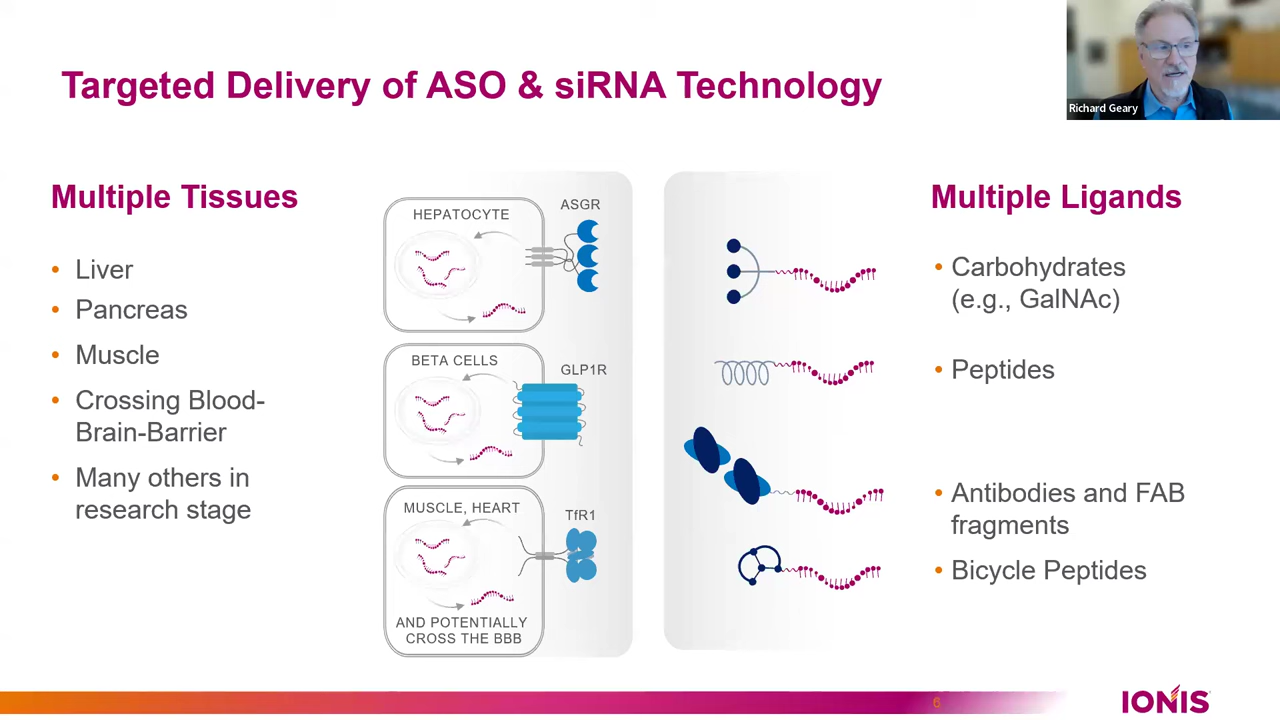 Targeted Delivery of ASO & siRNA Technology
Richard Geary
Multiple Tissues
• Liver
• Pancreas
• Muscle
• Crossing Blood-
Brain-Barrier
• Many others in
research stage
HEPATOCYTE
ASGR
BETA CELLS
GLP1R
MUSCLE, HEART
TfR1
AND POTENTIALLY
CROSS THE BBB
Multiple Ligands
• Carbohydrates
(e.g., GalNAc)
• Peptides
• Antibodies and FAB
fragments
• Bicycle Peptides
6
IONIS